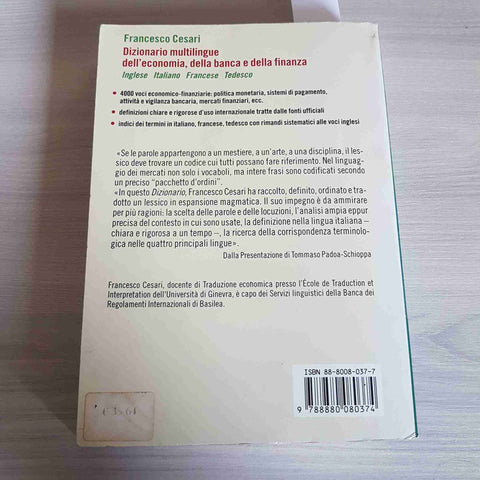 Francesco Cesari
Dizionario multilingue
dell'economia, della banca e della finanza
Inglese Italiano Francese Tedesco
• 4000 voci economico-finanziarie: politica monetaria, sistemi di pagamento,
attività e vigilanza bancaria, mercati finanziari, ecc.
• definizioni chiare e rigorose d'uso internazionale tratte dalle fonti ufficiali
• indici dei termini in italiano, francese, tedesco con rimandi sistematici alle voci inglesi
«Se le parole appartengono a un mestiere, a un'arte, a una disciplina, il les-
sico deve trovare un codice cui tutti possano fare riferimento. Nel linguag-
gio dei mercati non solo i vocaboli, ma intere frasi sono codificati secondo
un preciso "pacchetto d'ordini".
«In questo Dizionario, Francesco Cesari ha raccolto, definito, ordinato e tra-
dotto un lessico in espansione magmatica. Il suo impegno è da ammirare
per più ragioni: la scelta delle parole e delle locuzioni, l'analisi ampia eppur
precisa del contesto in cui sono usate, la definizione nella lingua italiana –
chiara e rigorosa a un tempo –, la ricerca della corrispondenza terminolo-
gica nelle quattro principali lingue».
Dalla Presentazione di Tommaso Padoa-Schioppa
Francesco Cesari, docente di Traduzione economica presso l'École de Traduction et
Interpretation dell'Università di Ginevra, è capo dei Servizi linguistici della Banca dei
Regolamenti Internazionali di Basilea.
ISBN 88-8008-037-7
9 788880 080374